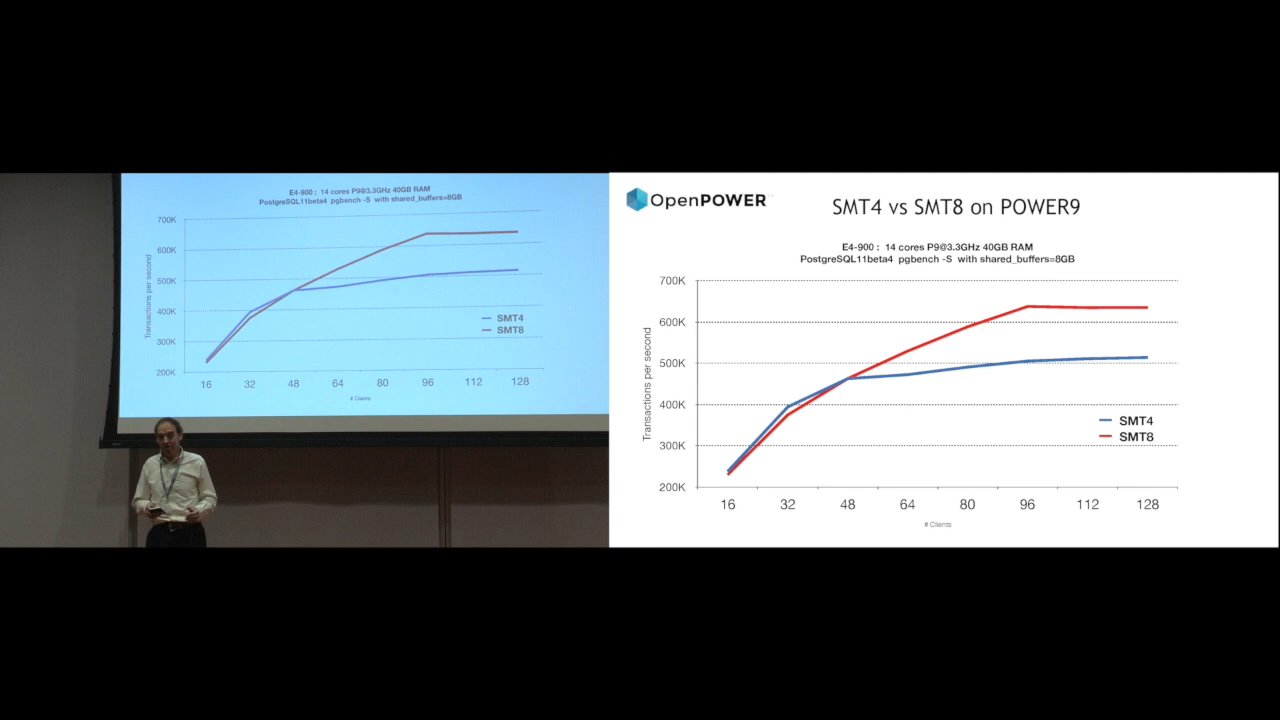 E4-900 : 14 cores P9@3.3GHz 40GB RAM
PostgreSQL11beta4 pgbench -S with shared_buffers=8GB
700K
600K
500K
400K
300K
200K
Transactions per second
SMT4
SMT8
16 32 48 64 80 96 112 128
# Clients
OpenPOWER
SMT4 vs SMT8 on POWER9
E4-900 : 14 cores P9@3.3GHz 40GB RAM
PostgreSQL11beta4 pgbench -S with shared_buffers=8GB
700K
600K
500K
400K
300K
200K
Transactions per second
SMT4
SMT8
16 32 48 64 80 96 112 128
# Clients